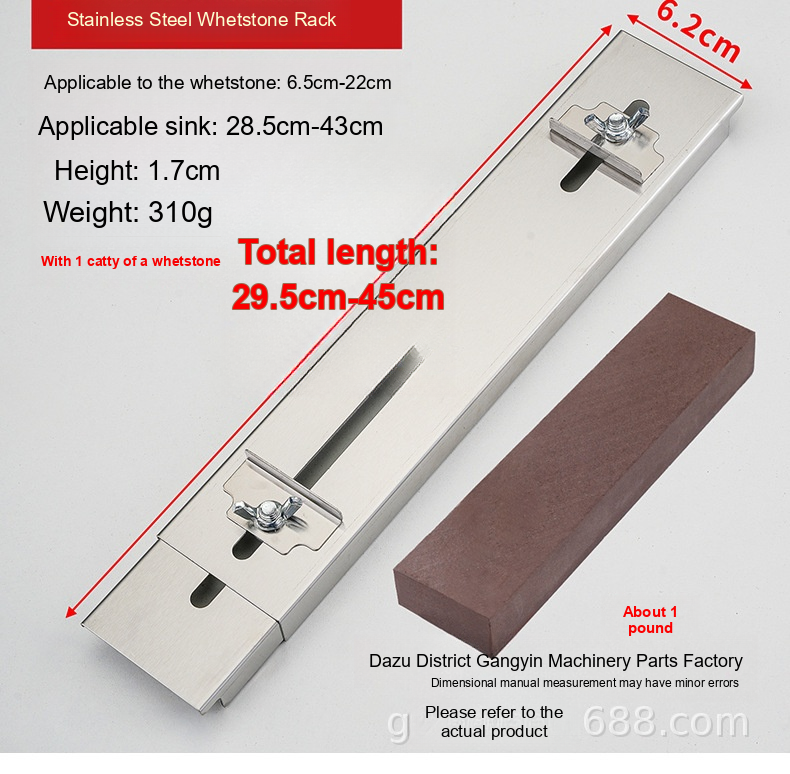 Stainless Steel Whetstone Rack
6.2cm
Applicable to the whetstone: 6.5cm-22cm
Applicable sink: 28.5cm-43cm
Height: 1.7cm
Weight: 310g
With 1 catty of a whetstone
Total length:
29.5cm-45cm
About 1
pound
Dazu District Gangyin Machinery Parts Factory
Dimensional manual measurement may have minor errors
Please refer to the
actual product
688.com